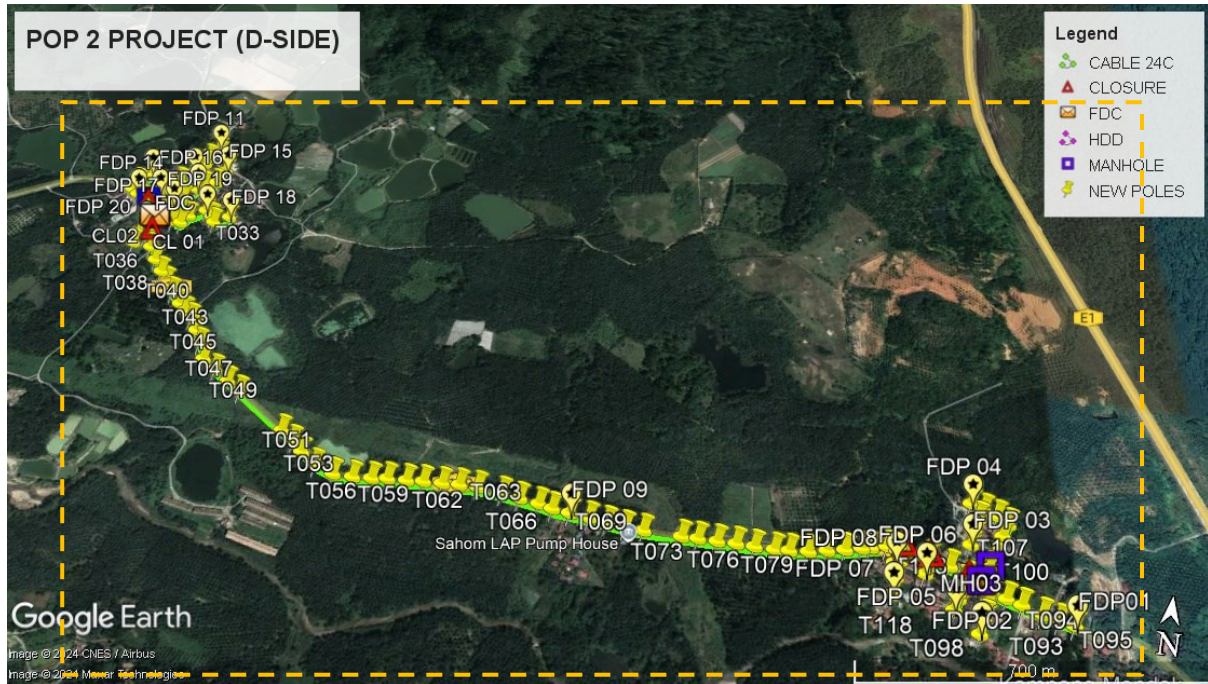 POP 2 PROJECT (D-SIDE)
Legend
CABLE 24C
CLOSURE
FDC
HDD
MANHOLE
NEW POLES
FDP 11
FDP 14
FDP 16
FDP 15
FDP 17
FDP 19
FDP 20
FDC
FDP 18
CL02
CL 01
T033
T036
T038
T040
T043
T045
T047
T049
E1
T051
T053
T056
T059
T062
T063
FDP 09
T066
T069
Sahom LAP Pump House
T073
T076
T079
FDP 08
FDP 06
FDP 07
FDP 04
FDP 03
T107
T100
MH03
FDP 05
FDP 02
FDP01
T118
T098
T094
T093
T095
Google Earth
N
Image © 2024 CNES / Airbus
Image © 2024 Maxar Technologies
700 m